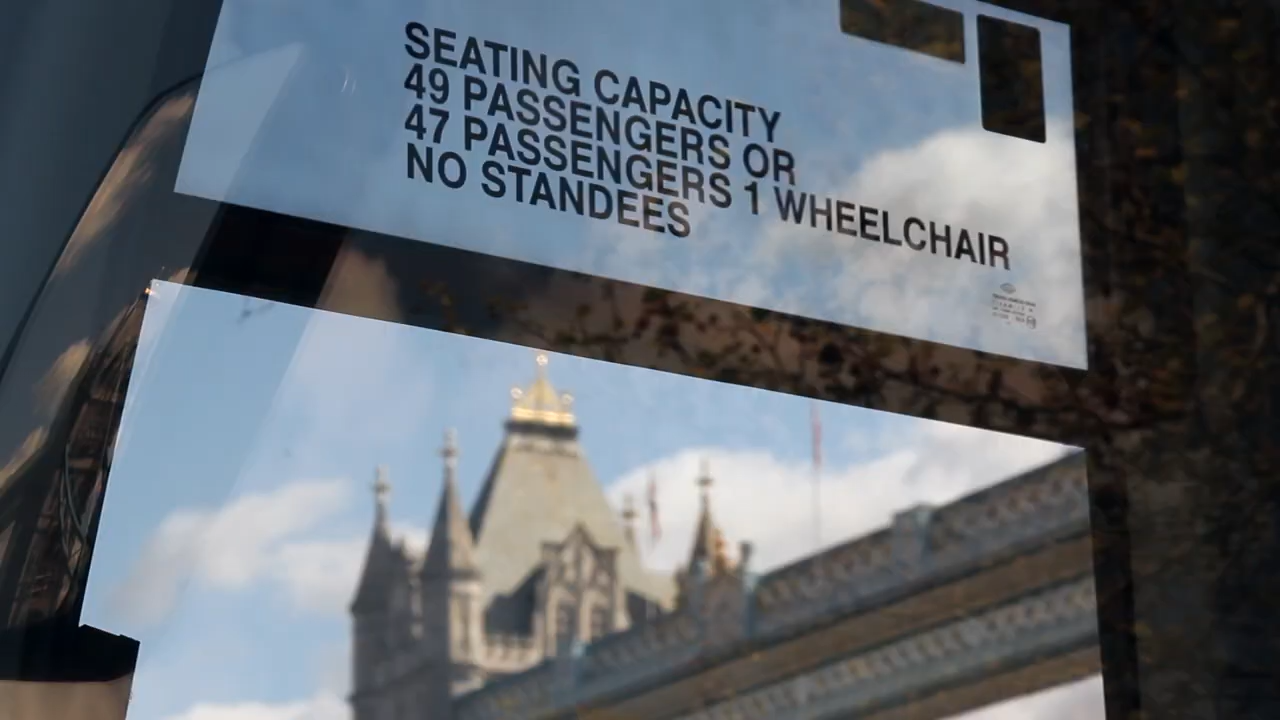 SEATING CAPACITY
49 PASSENGERS OR
47 PASSENGERS 1 WHEELCHAIR
NO STANDEES